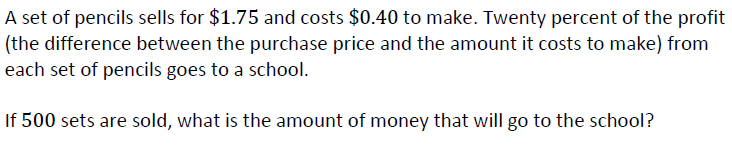 A set of pencils sells for $1.75 and costs $0.40 to make. Twenty percent of the profit
(the difference between the purchase price and the amount it costs to make) from
each set of pencils goes to a school.
If 500 sets are sold, what is the amount of money that will go to the school?